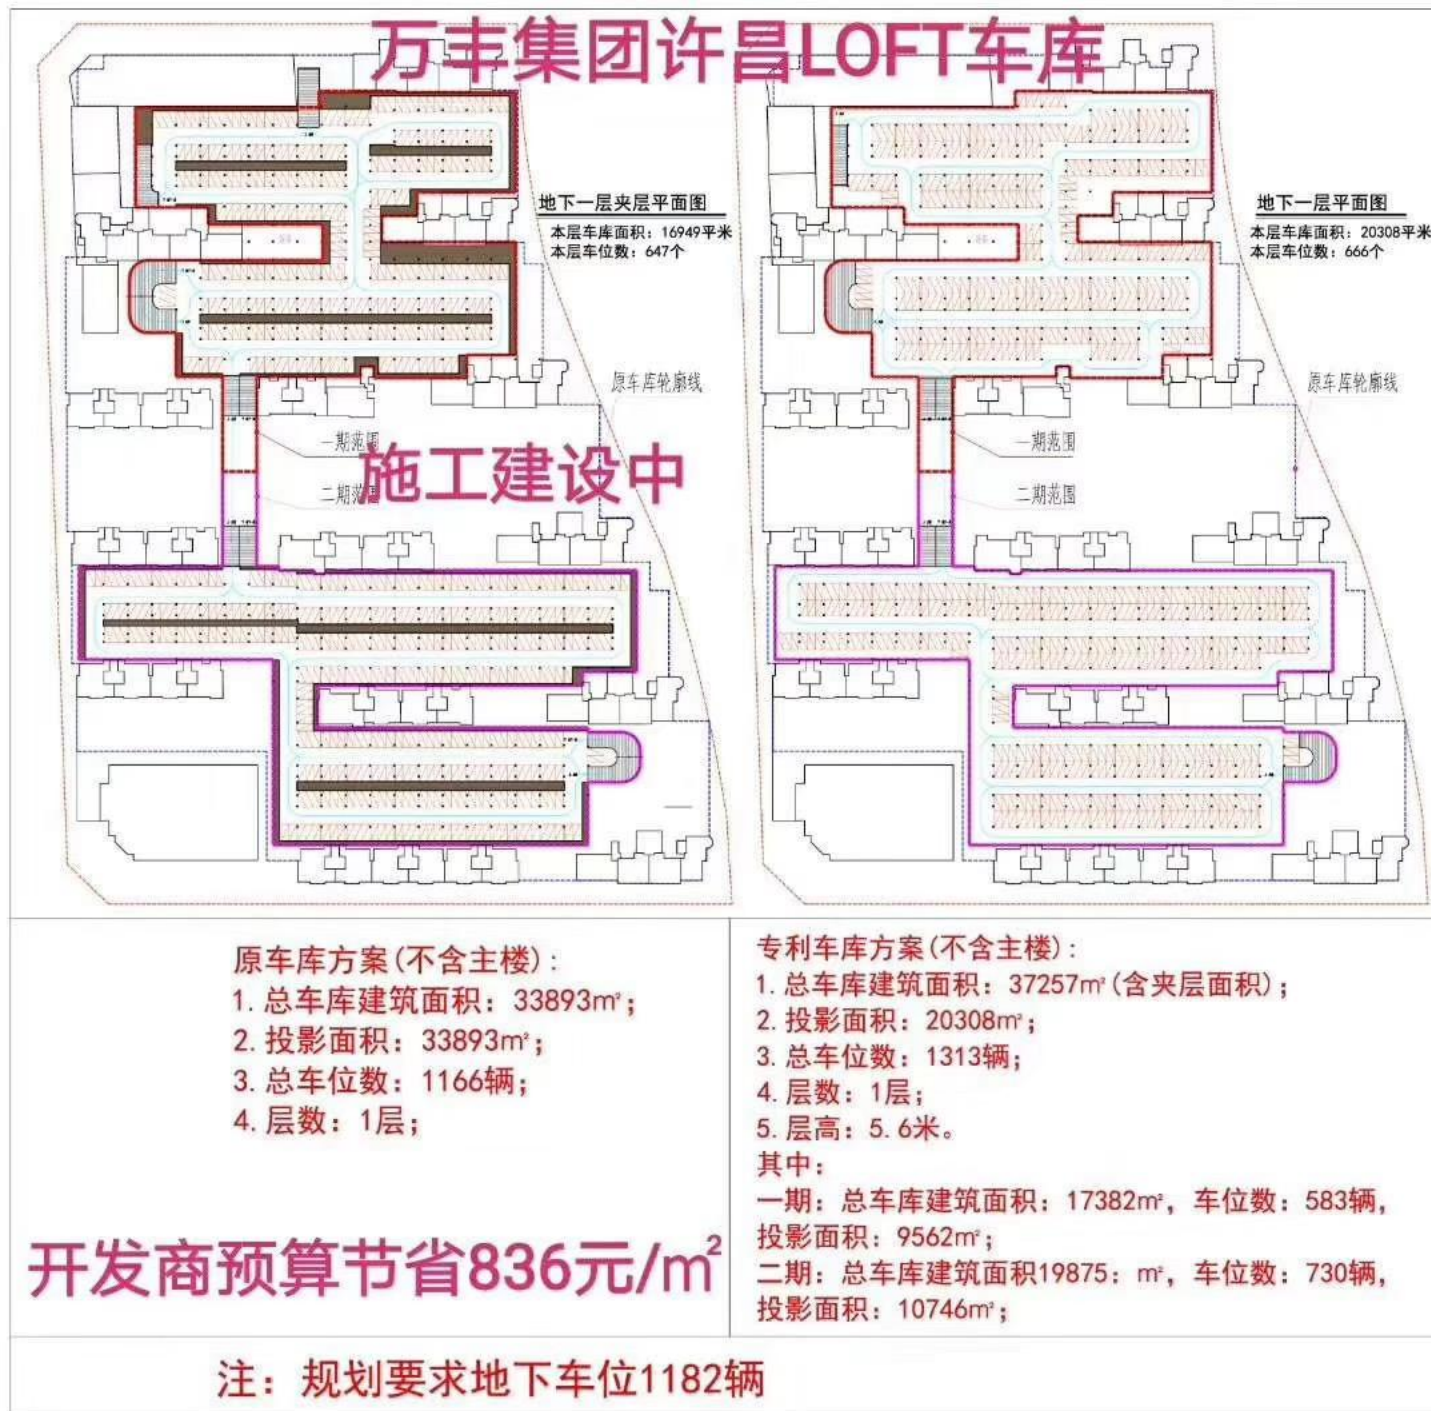 万丰集团许昌LOFT车库
地下一层夹层平面图
本层车库面积: 16949平米
本层车位数: 647个
地下一层平面图
本层车库面积: 20308平米
本层车位数: 666个
原车库轮廓线
原车库轮廓线
一期范围
一期范围
施工建设中
二期范围
二期范围
原车库方案(不含主楼):
1. 总车库建筑面积: 33893㎡;
2. 投影面积: 33893㎡;
3. 总车位数: 1166辆;
4. 层数: 1层;
开发商预算节省836元/㎡
专利车库方案(不含主楼):
1. 总车库建筑面积: 37257㎡(含夹层面积);
2. 投影面积: 20308㎡;
3. 总车位数: 1313辆;
4. 层数: 1层;
5. 层高: 5.6米。
其中:
一期: 总车库建筑面积: 17382㎡, 车位数: 583辆,
投影面积: 9562㎡;
二期: 总车库建筑面积19875: ㎡, 车位数: 730辆,
投影面积: 10746㎡;
注: 规划要求地下车位1182辆